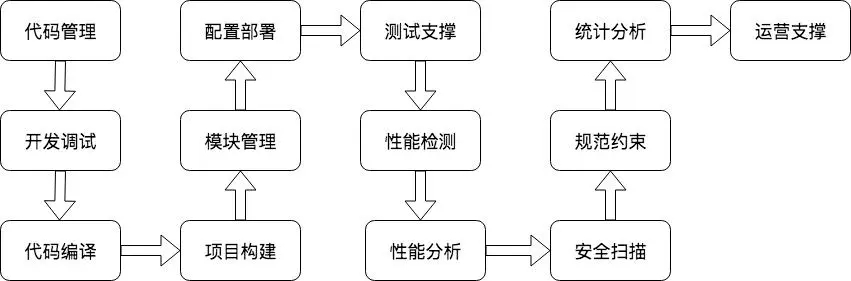 代码管理
开发调试
代码编译
项目构建
模块管理
配置部署
测试支撑
性能检测
性能分析
安全扫描
规范约束
统计分析
运营支撑